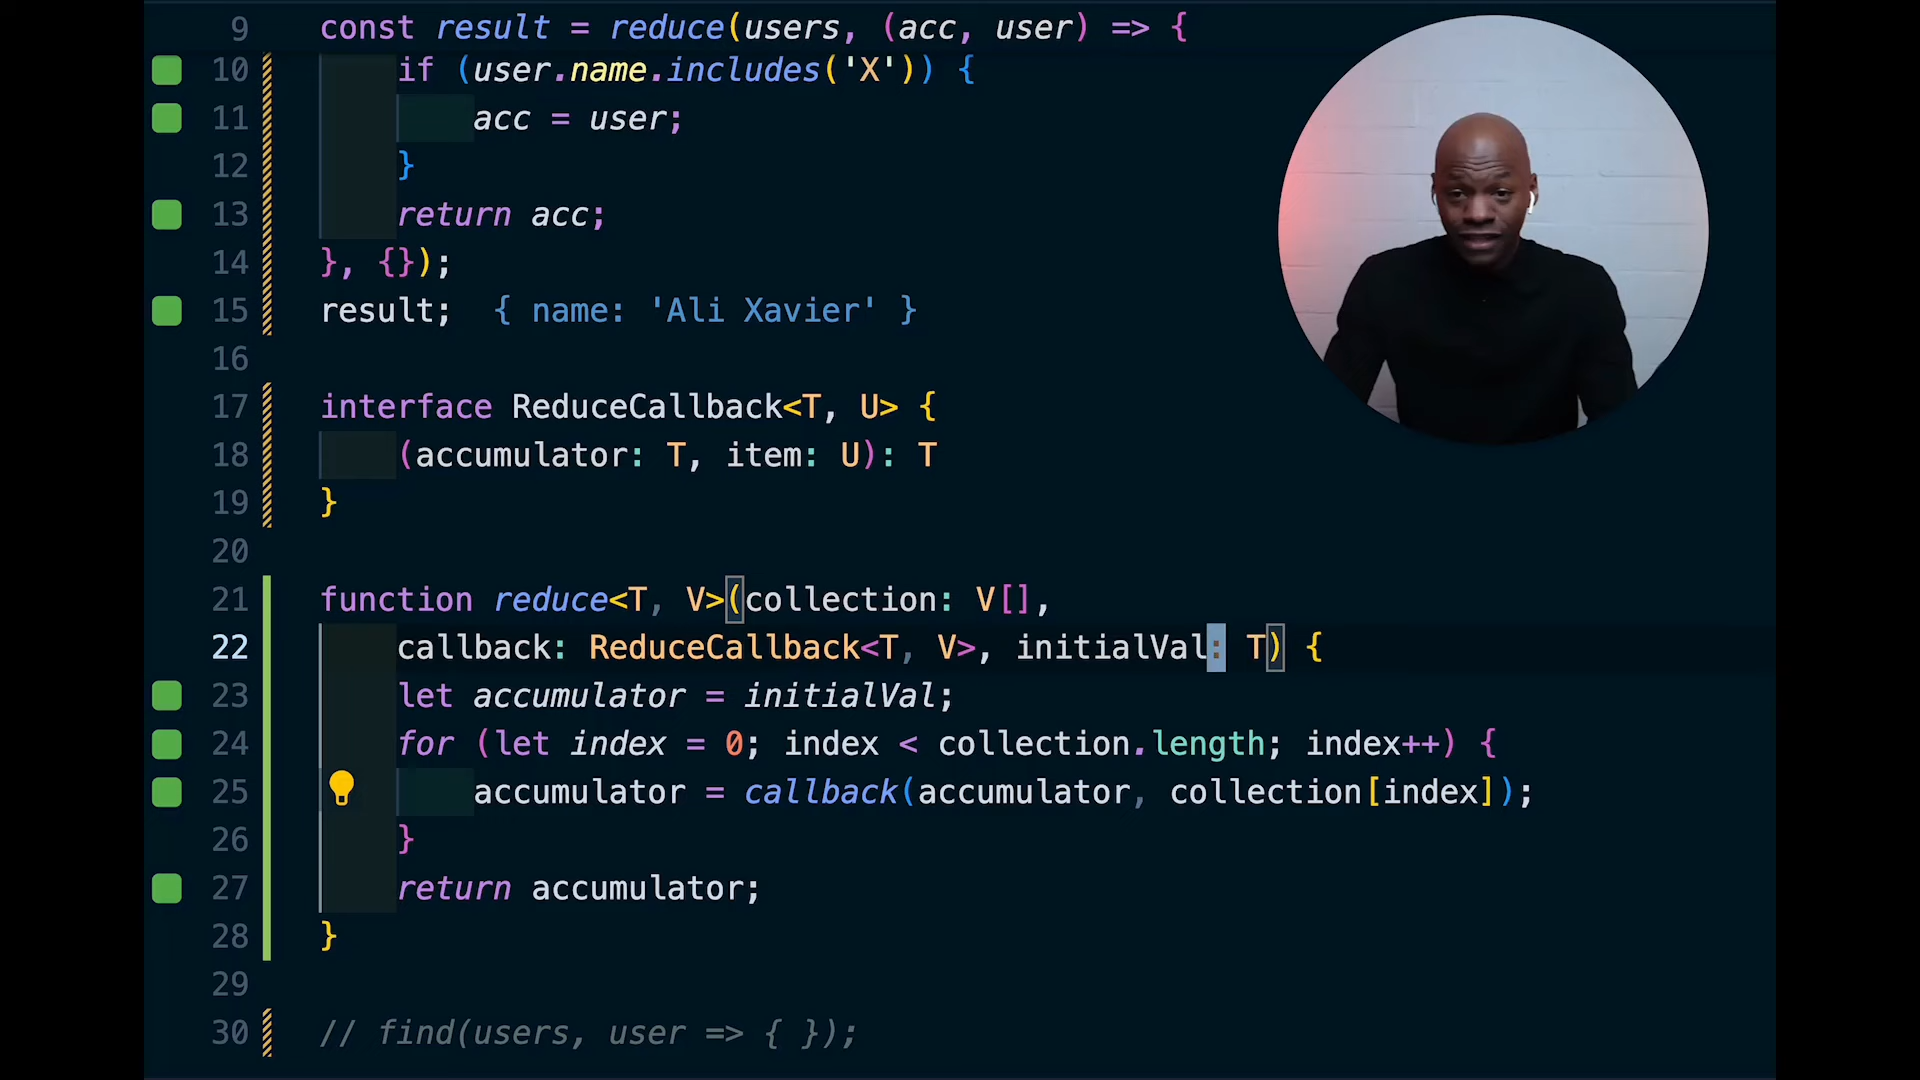 9 const result = reduce(users, (acc, user) => {
10 if (user.name.includes('X')) {
11 acc = user;
12 }
13 return acc;
14 }, {});
15 result; { name: 'Ali Xavier' }
16
17 interface ReduceCallback<T, U> {
18 (accumulator: T, item: U): T
19 }
20
21 function reduce<T, V>(collection: V[],
22 callback: ReduceCallback<T, V>, initialVal: T) {
23 let accumulator = initialVal;
24 for (let index = 0; index < collection.length; index++) {
25 accumulator = callback(accumulator, collection[index]);
26 }
27 return accumulator;
28 }
29
30 // find(users, user => { });